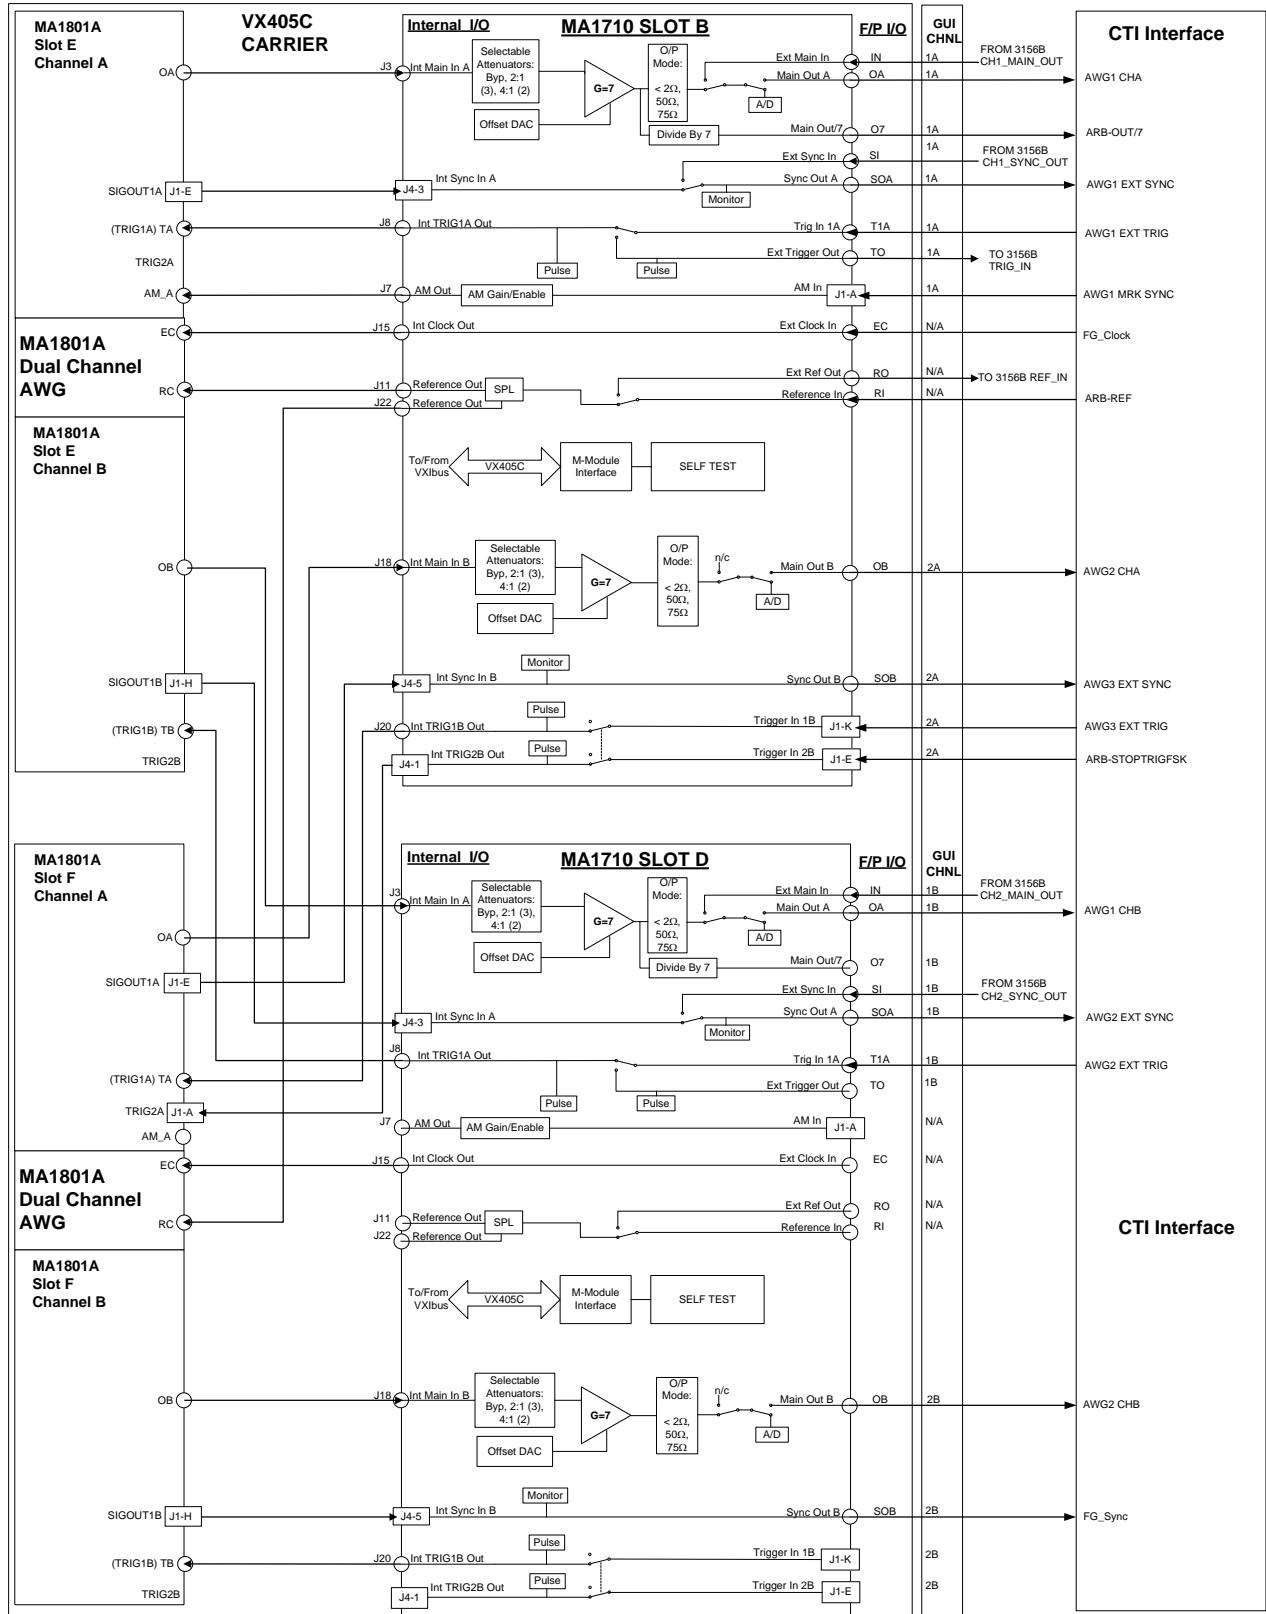 MA1801A
Slot E
Channel A
VX405C
CARRIER
Internal I/O
MA1710 SLOT B
F/P I/O
GUI
CHNL
CTI Interface
OA
J3
Int Main In A
Selectable
Attenuators:
Byp, 2:1
(3), 4:1 (2)
Offset DAC
G=7
O/P
Mode:
< 2Ω,
50Ω,
75Ω
Ext Main In
IN
1A
FROM 3156B
CH1_MAIN_OUT
Main Out A
OA
1A
AWG1 CHA
A/D
Divide By 7
Main Out/7
O7
1A
ARB-OUT/7
Ext Sync In
SI
1A
FROM 3156B
CH1_SYNC_OUT
SIGOUT1A
J1-E
J4-3
Int Sync In A
Sync Out A
SOA
1A
AWG1 EXT SYNC
Monitor
(TRIG1A) TA
J8
Int TRIG1A Out
Trig In 1A
T1A
1A
AWG1 EXT TRIG
TRIG2A
Pulse
Pulse
Ext Trigger Out
TO
1A
TO 3156B
TRIG_IN
AM_A
J7
AM Out
AM Gain/Enable
AM In
J1-A
1A
AWG1 MRK SYNC
MA1801A
Dual Channel
AWG
EC
J15
Int Clock Out
Ext Clock In
EC
N/A
FG_Clock
RC
J11
Reference Out
SPL
Ext Ref Out
RO
N/A
TO 3156B REF_IN
J22
Reference Out
Reference In
RI
N/A
ARB-REF
MA1801A
Slot E
Channel B
To/From
VXIbus
VX405C
M-Module
Interface
SELF TEST
OB
J18
Int Main In B
Selectable
Attenuators:
Byp, 2:1 (3),
4:1 (2)
Offset DAC
G=7
O/P
Mode:
< 2Ω,
50Ω,
75Ω
n/c
Main Out B
OB
2A
AWG2 CHA
A/D
Monitor
SIGOUT1B
J1-H
J4-5
Int Sync In B
Sync Out B
SOB
2A
AWG3 EXT SYNC
Pulse
(TRIG1B) TB
J20
Int TRIG1B Out
Trigger In 1B
J1-K
2A
AWG3 EXT TRIG
TRIG2B
Pulse
J4-1
Int TRIG2B Out
Trigger In 2B
J1-E
2A
ARB-STOPTRIGFSK
MA1801A
Slot F
Channel A
Internal I/O
MA1710 SLOT D
F/P I/O
GUI
CHNL
J3
Int Main In A
Selectable
Attenuators:
Byp, 2:1 (3),
4:1 (2)
Offset DAC
G=7
O/P
Mode:
< 2Ω,
50Ω,
75Ω
Ext Main In
IN
1B
FROM 3156B
CH2_MAIN_OUT
Main Out A
OA
1B
AWG1 CHB
A/D
OA
Divide By 7
Main Out/7
O7
1B
SIGOUT1A
J1-E
Ext Sync In
SI
1B
FROM 3156B
CH2_SYNC_OUT
J4-3
Int Sync In A
Sync Out A
SOA
1B
AWG2 EXT SYNC
Monitor
J8
Int TRIG1A Out
Trig In 1A
T1A
1B
AWG2 EXT TRIG
(TRIG1A) TA
Pulse
Pulse
Ext Trigger Out
TO
1B
TRIG2A
J1-A
J7
AM Out
AM Gain/Enable
AM In
J1-A
N/A
AM_A
MA1801A
Dual Channel
AWG
EC
J15
Int Clock Out
Ext Clock In
EC
N/A
RC
J11
Reference Out
SPL
Ext Ref Out
RO
N/A
J22
Reference Out
Reference In
RI
N/A
CTI Interface
MA1801A
Slot F
Channel B
To/From
VXIbus
VX405C
M-Module
Interface
SELF TEST
OB
J18
Int Main In B
Selectable
Attenuators:
Byp, 2:1 (3),
4:1 (2)
Offset DAC
G=7
O/P
Mode:
< 2Ω,
50Ω,
75Ω
n/c
Main Out B
OB
2B
AWG2 CHB
A/D
Monitor
SIGOUT1B
J1-H
J4-5
Int Sync In B
Sync Out B
SOB
2B
FG_Sync
Pulse
(TRIG1B) TB
J20
Int TRIG1B Out
Trigger In 1B
J1-K
2B
TRIG2B
Pulse
J4-1
Int TRIG2B Out
Trigger In 2B
J1-E
2B